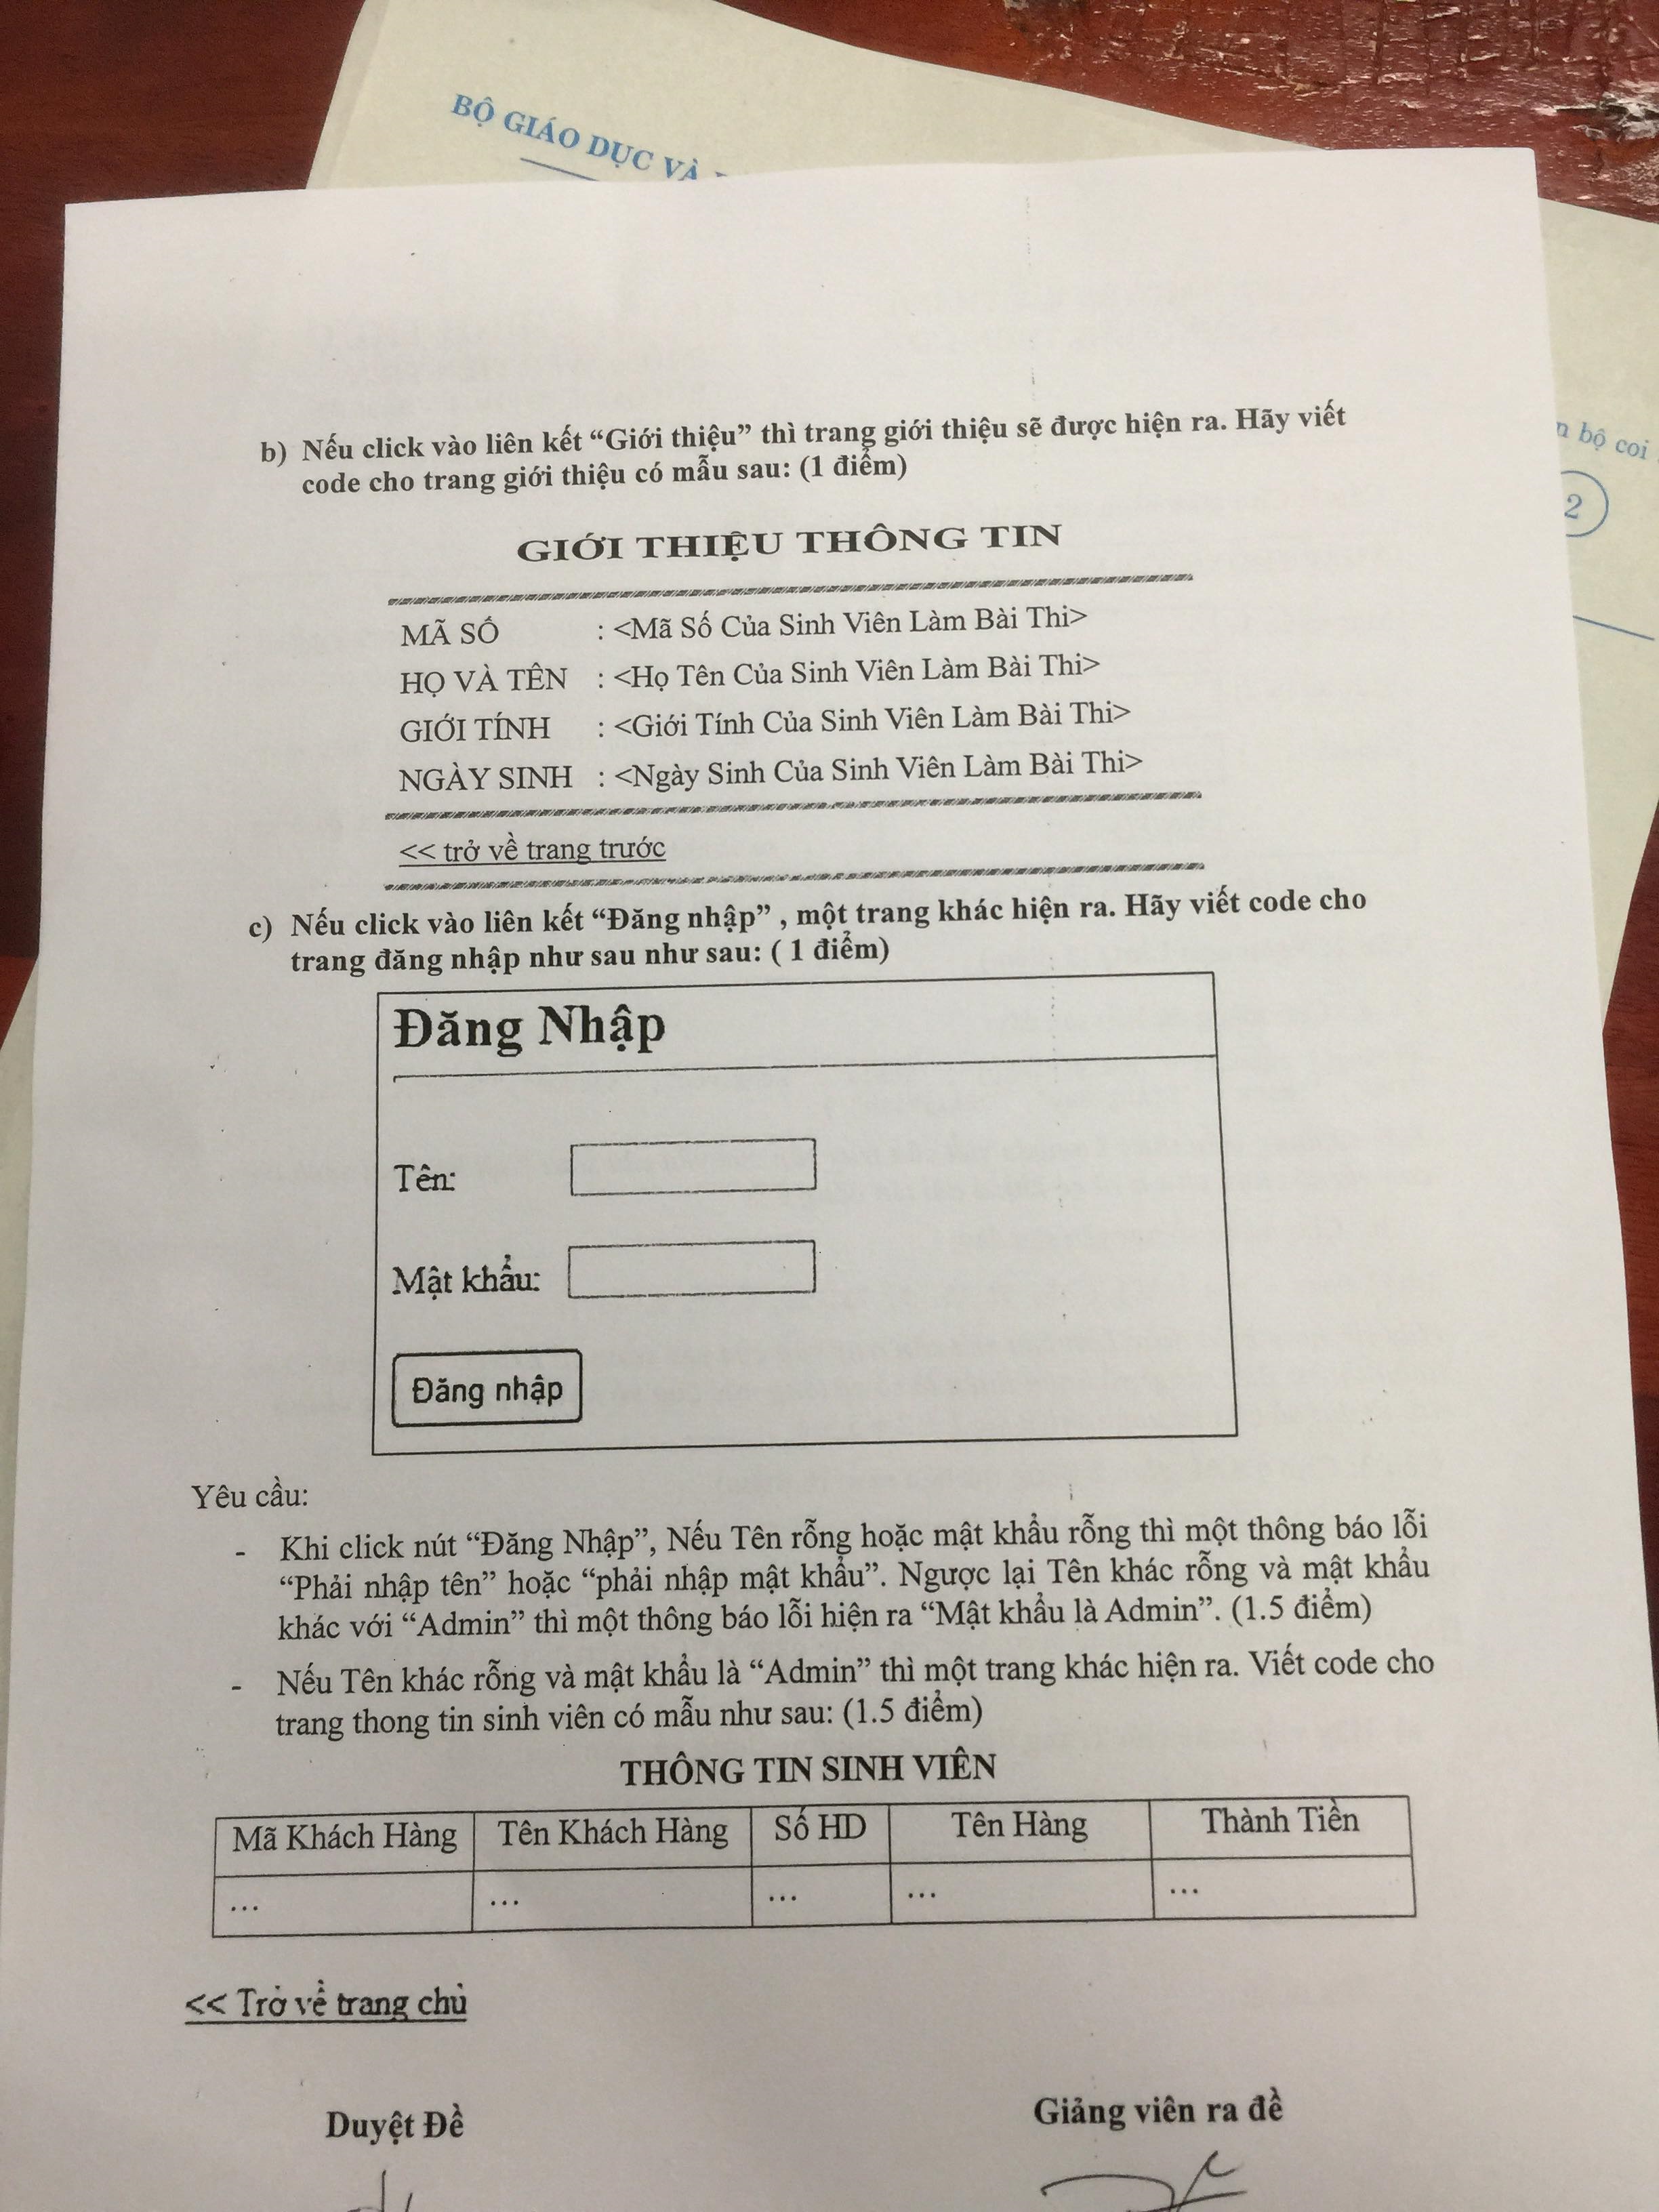 BỘ GIÁO DỤC VÀ
bộ coi
2
b) Nếu click vào liên kết “Giới thiệu” thì trang giới thiệu sẽ được hiện ra. Hãy viết
code cho trang giới thiệu có mẫu sau: (1 điểm)
GIỚI THIỆU THÔNG TIN
MÃ SỐ : <Mã Số Của Sinh Viên Làm Bài Thi>
HỌ VÀ TÊN : <Họ Tên Của Sinh Viên Làm Bài Thi>
GIỚI TÍNH : <Giới Tính Của Sinh Viên Làm Bài Thi>
NGÀY SINH : <Ngày Sinh Của Sinh Viên Làm Bài Thi>
<< trở về trang trước
c) Nếu click vào liên kết “Đăng nhập” , một trang khác hiện ra. Hãy viết code cho
trang đăng nhập như sau như sau: ( 1 điểm)
Đăng Nhập
Tên:
Mật khẩu:
Đăng nhập
Yêu cầu:
- Khi click nút “Đăng Nhập”, Nếu Tên rỗng hoặc mật khẩu rỗng thì một thông báo lỗi
“Phải nhập tên” hoặc “phải nhập mật khẩu”. Ngược lại Tên khác rỗng và mật khẩu
khác với “Admin” thì một thông báo lỗi hiện ra “Mật khẩu là Admin”. (1.5 điểm)
- Nếu Tên khác rỗng và mật khẩu là “Admin” thì một trang khác hiện ra. Viết code cho
trang thong tin sinh viên có mẫu như sau: (1.5 điểm)
THÔNG TIN SINH VIÊN
Mã Khách Hàng Tên Khách Hàng Số HD Tên Hàng Thành Tiền
... ... ... ... ...
<< Trở về trang chủ
Duyệt Đề Giảng viên ra đề